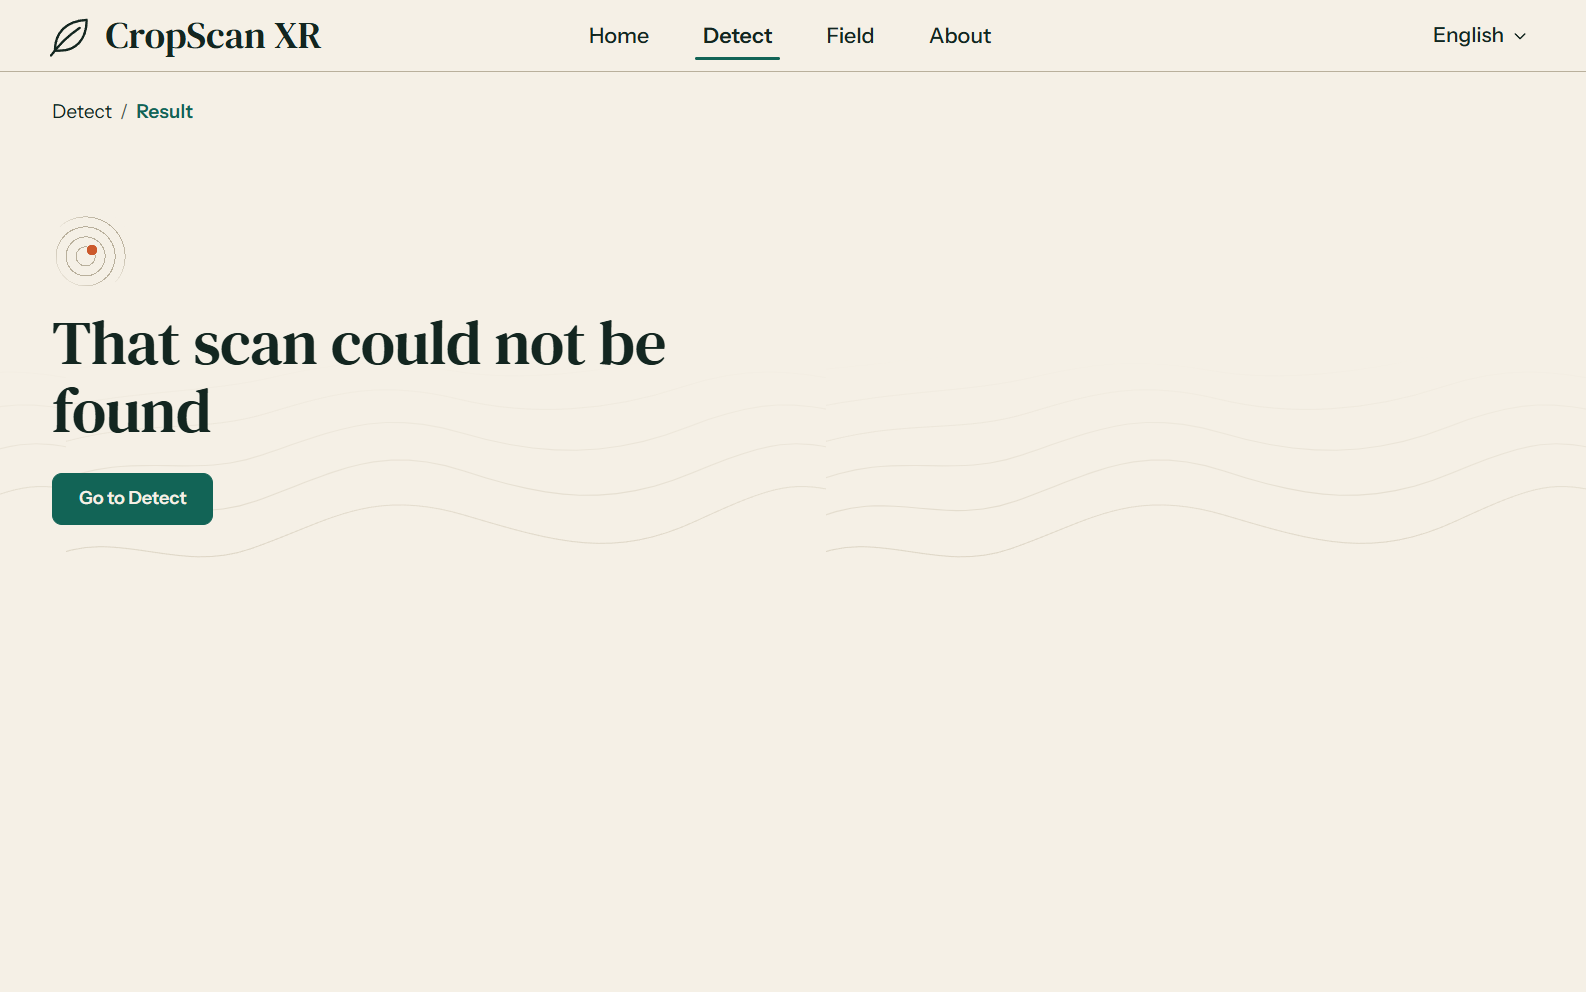 CropScan XR
Home Detect Field About
English
Detect / Result
That scan could not be
found
Go to Detect